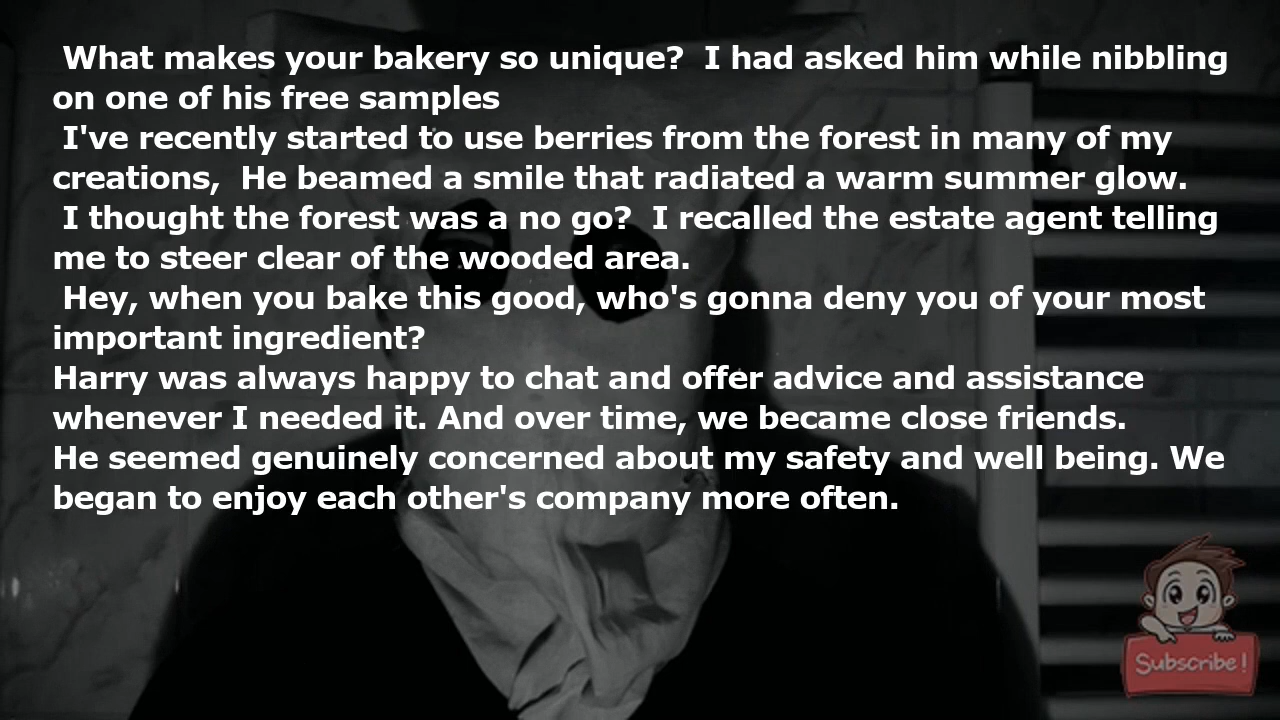 What makes your bakery so unique?  I had asked him while nibbling
on one of his free samples
I've recently started to use berries from the forest in many of my
creations,  He beamed a smile that radiated a warm summer glow.
I thought the forest was a no go?  I recalled the estate agent telling
me to steer clear of the wooded area.
Hey, when you bake this good, who's gonna deny you of your most
important ingredient?
Harry was always happy to chat and offer advice and assistance
whenever I needed it. And over time, we became close friends.
He seemed genuinely concerned about my safety and well being. We
began to enjoy each other's company more often.
Subscribe!